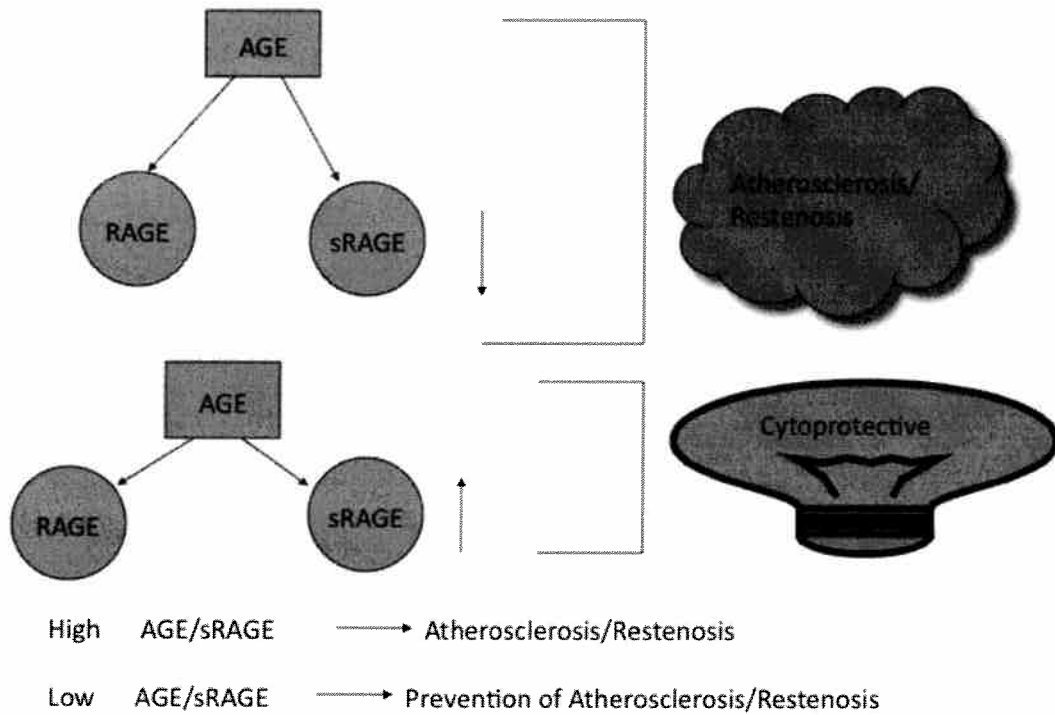 AGE
RAGE
sRAGE
Atherosclerosis/
Restenosis
AGE
RAGE
sRAGE
Cytoprotective
High AGE/sRAGE Atherosclerosis/Restenosis
Low AGE/sRAGE Prevention of Atherosclerosis/Restenosis